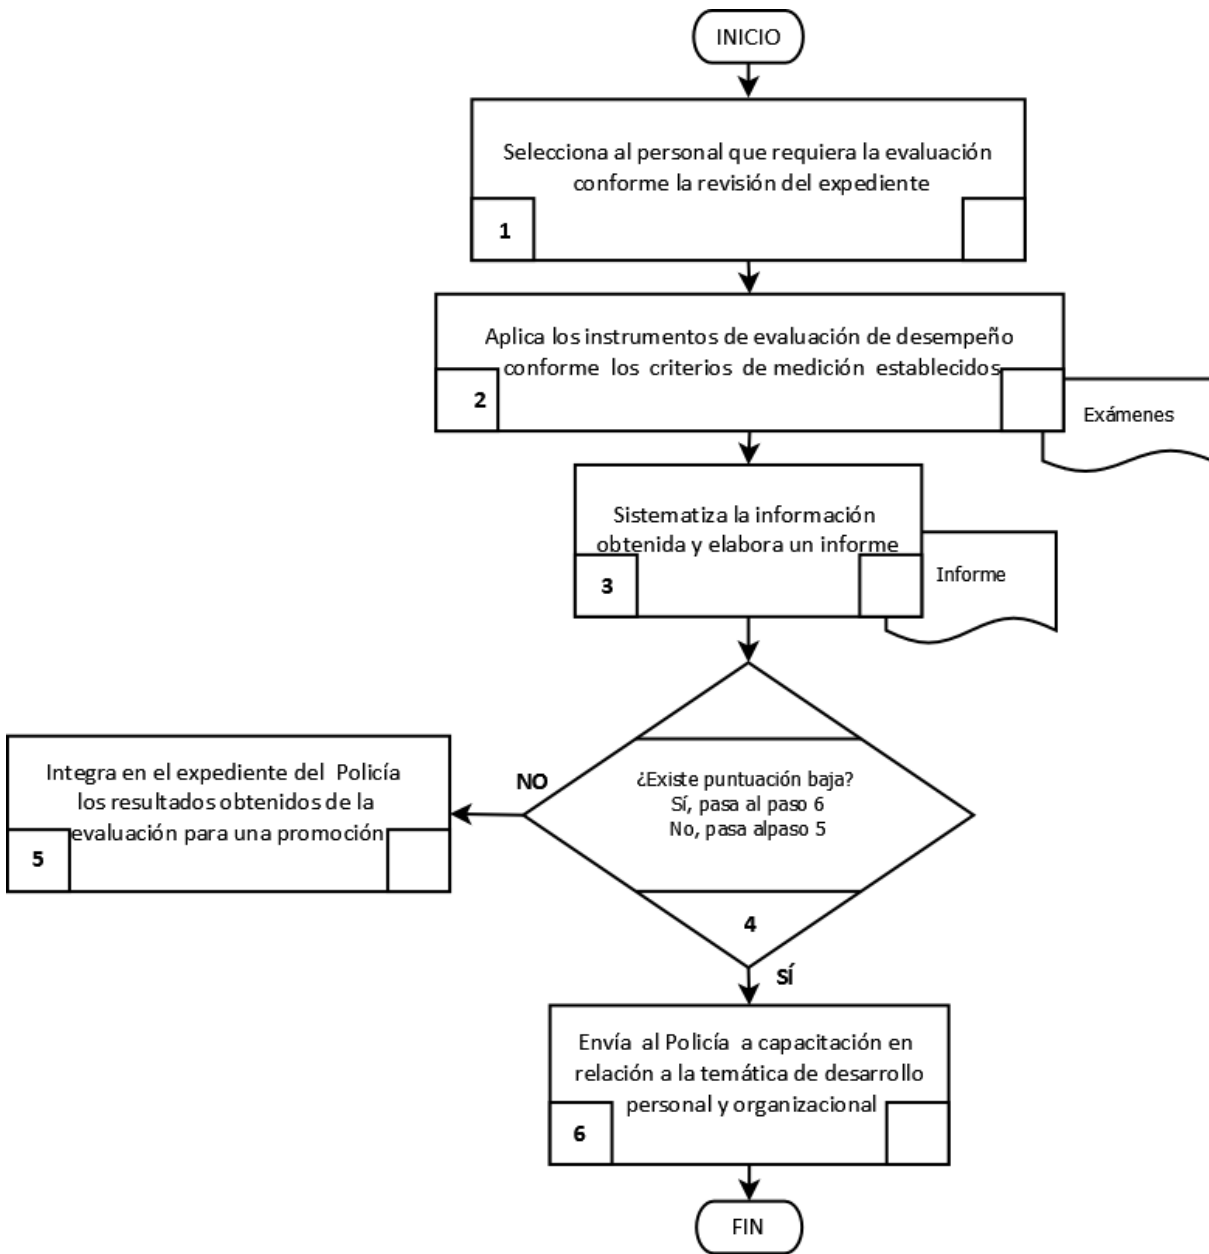 INICIO
Selecciona al personal que requiera la evaluación
conforme la revisión del expediente
1
Aplica los instrumentos de evaluación de desempeño
conforme los criterios de medición establecidos
2
Exámenes
Sistematiza la información
obtenida y elabora un informe
3
Informe
¿Existe puntuación baja?
Sí, pasa al paso 6
No, pasa alpaso 5
4
NO
Integra en el expediente del Policía
los resultados obtenidos de la
evaluación para una promoción
5
SÍ
Envía al Policía a capacitación en
relación a la temática de desarrollo
personal y organizacional
6
FIN